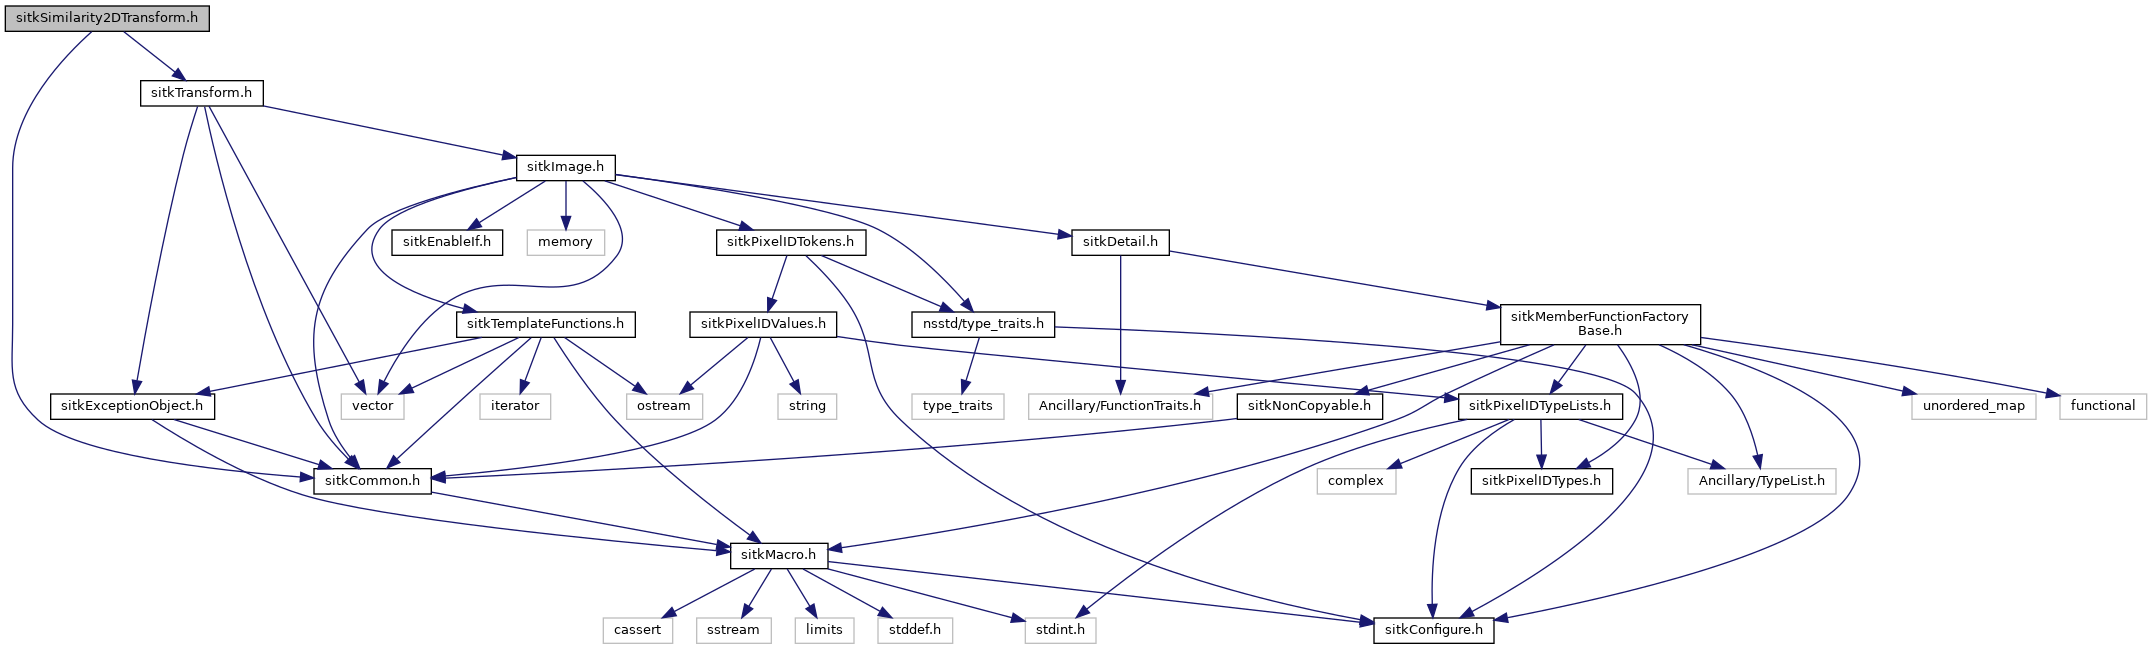 sitkSimilarity2DTransform.h
sitkTransform.h
sitkImage.h
sitkEnableIf.h
memory
sitkPixelIDTokens.h
sitkDetail.h
sitkTemplateFunctions.h
sitkPixelIDValues.h
nsstd/type_traits.h
sitkMemberFunctionFactory
Base.h
sitkExceptionObject.h
vector
iterator
ostream
string
type_traits
Ancillary/FunctionTraits.h
sitkNonCopyable.h
sitkPixelIDTypeLists.h
unordered_map
functional
sitkCommon.h
complex
sitkPixelIDTypes.h
Ancillary/TypeList.h
sitkMacro.h
cassert
sstream
limits
stddef.h
stdint.h
sitkConfigure.h